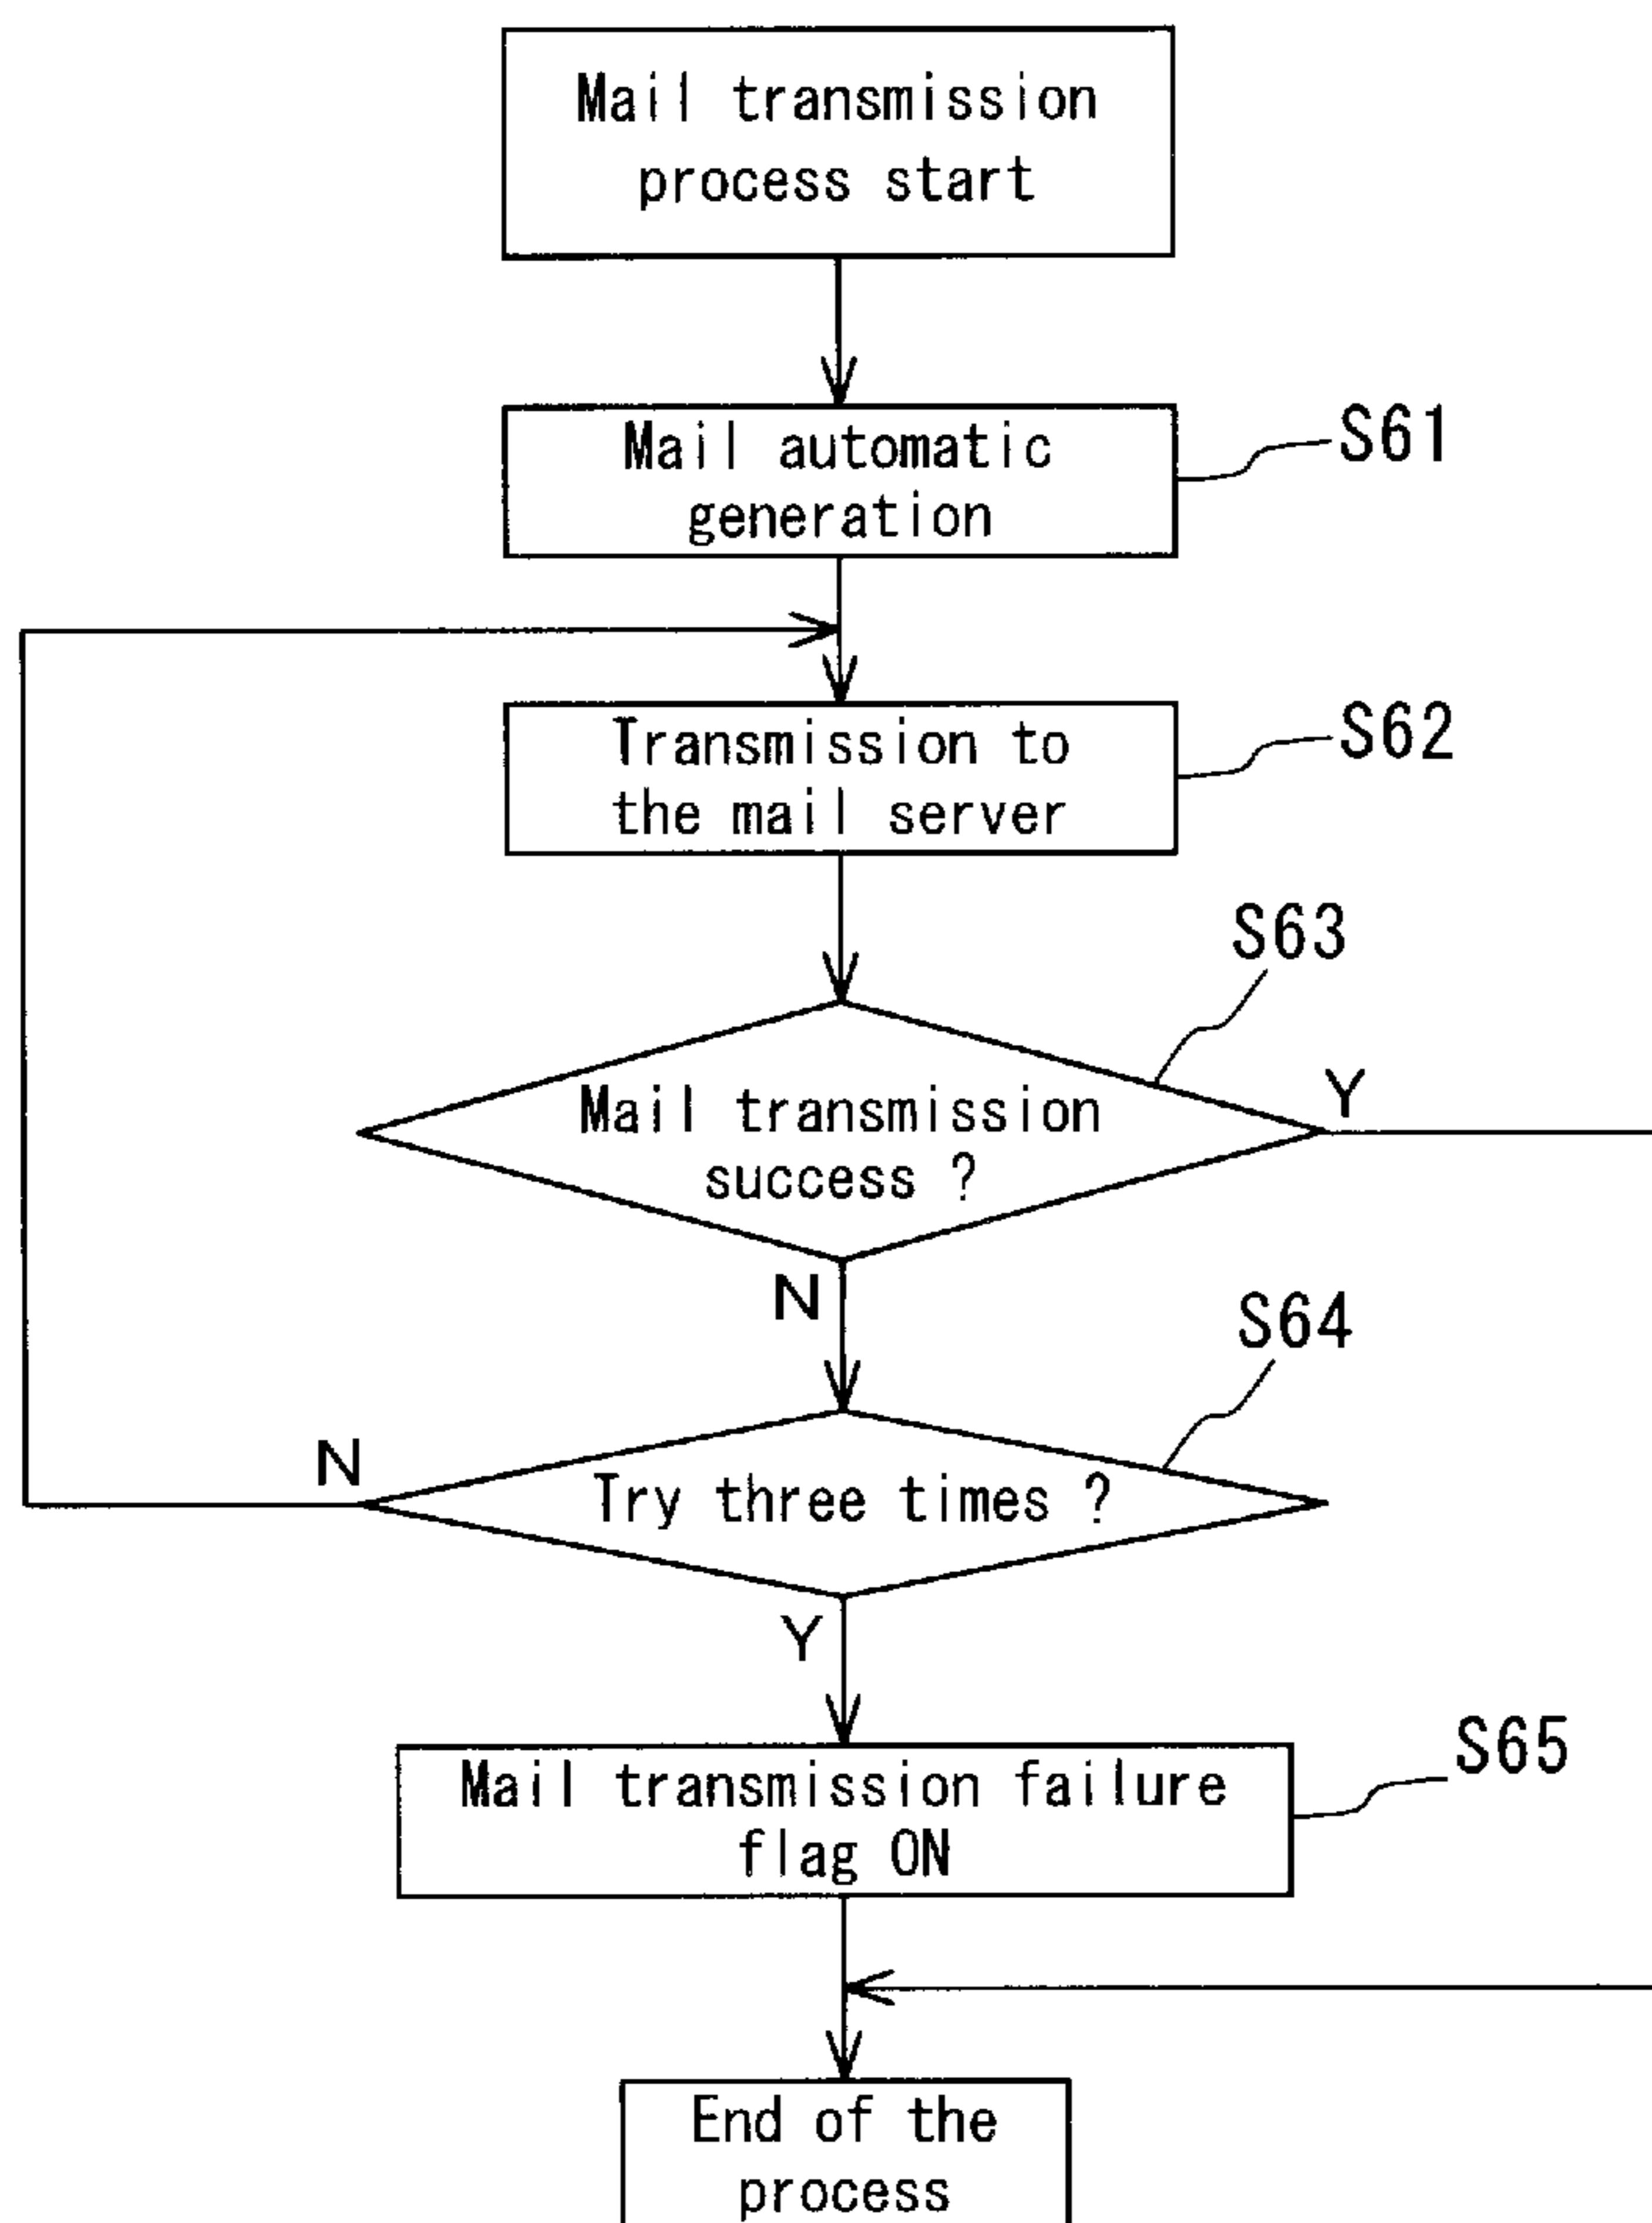 Mail transmission
process start
Mail automatic
generation
S61
Transmission to
the mail server
S62
S63
Mail transmission
success ?
Y
N
S64
Try three times ?
N
Y
Mail transmission failure
flag ON
S65
End of the
process